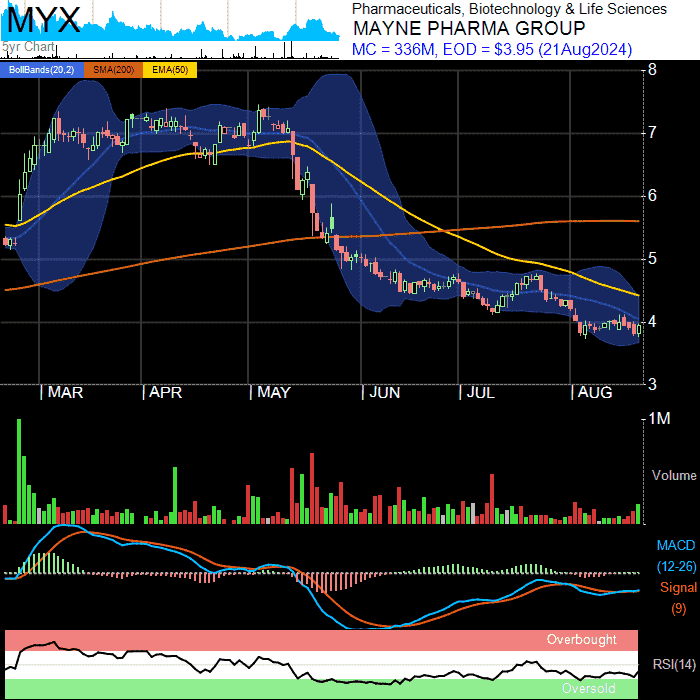 MYX
5yr Chart
Pharmaceuticals, Biotechnology & Life Sciences
MAYNE PHARMA GROUP
MC = 336M, EOD = $3.95 (21Aug2024)
BollBands(20,2) SMA(200) EMA(50)
8
7
6
5
4
3
MAR APR MAY JUN JUL AUG
1M
Volume
MACD
(12-26)
Signal
(9)
Overbought
RSI(14)
Oversold